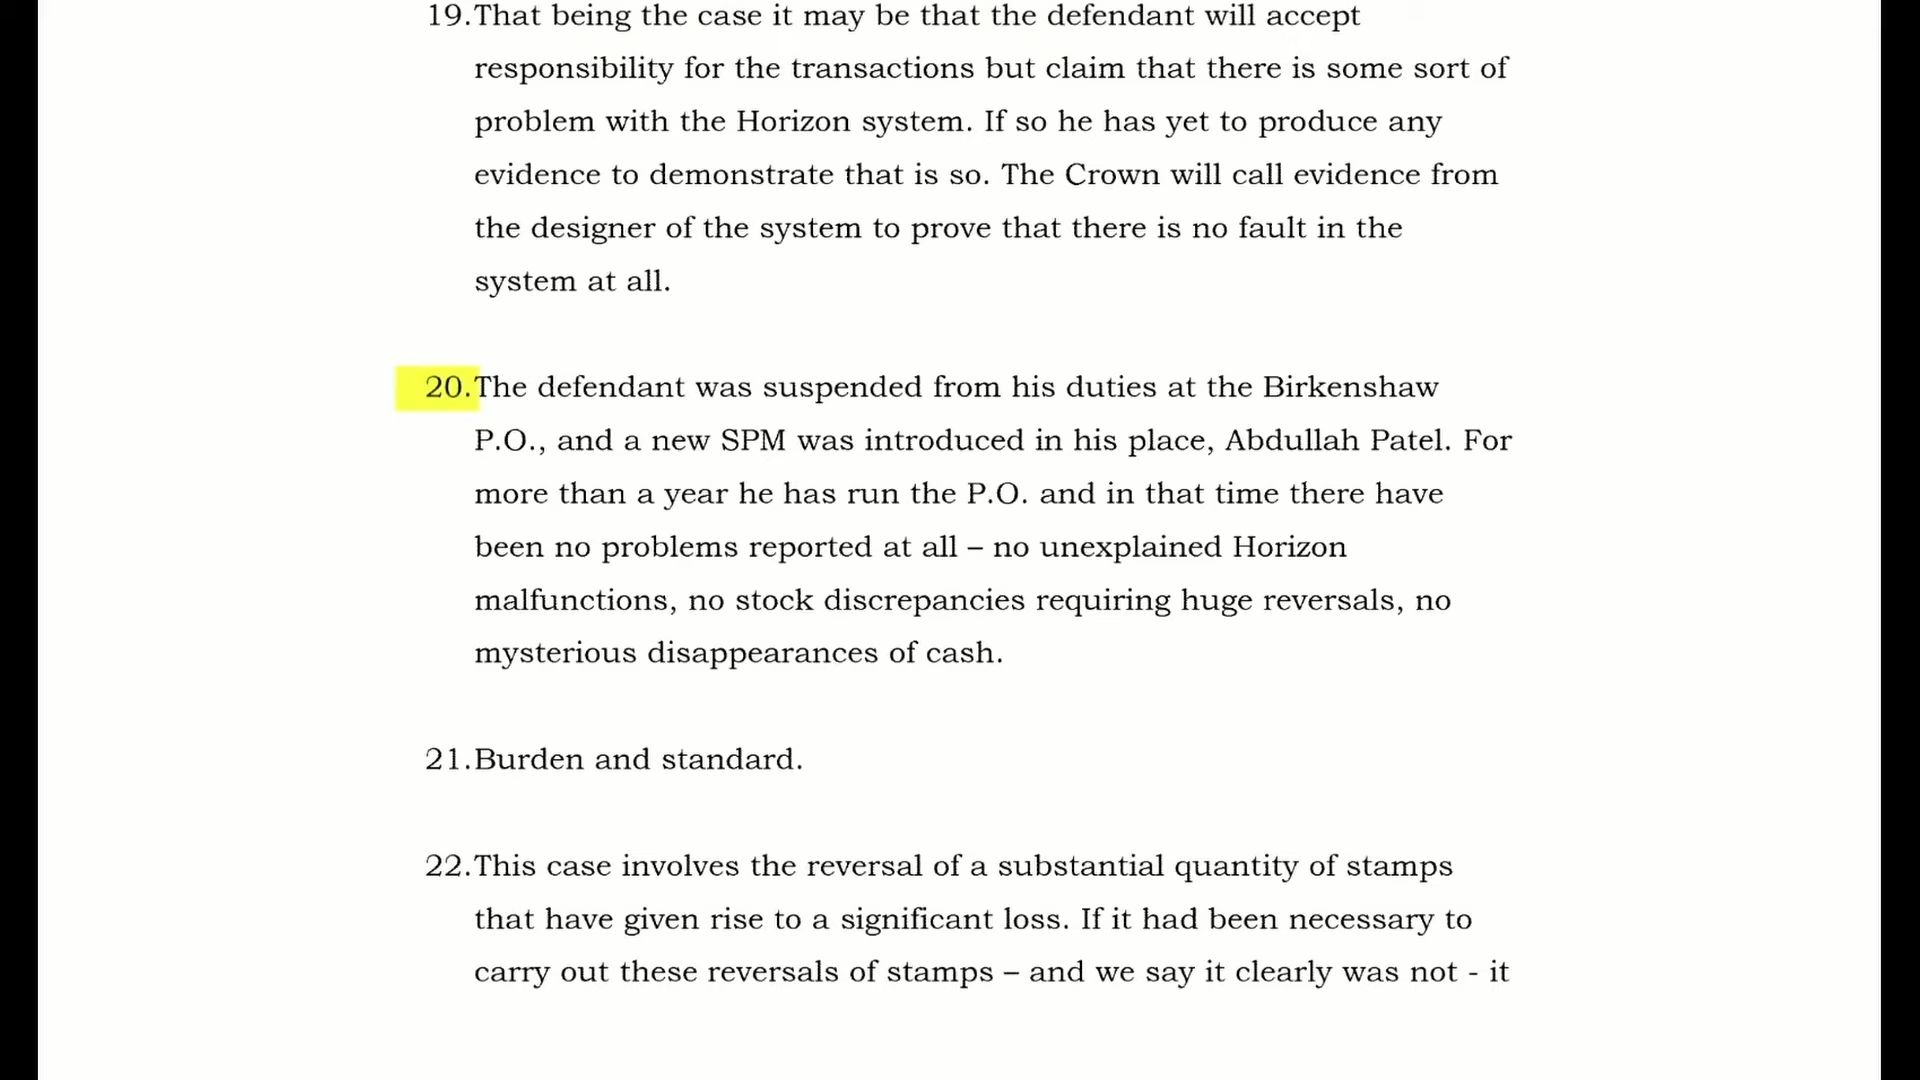 19.That being the case it may be that the defendant will accept
responsibility for the transactions but claim that there is some sort of
problem with the Horizon system. If so he has yet to produce any
evidence to demonstrate that is so. The Crown will call evidence from
the designer of the system to prove that there is no fault in the
system at all.
20.The defendant was suspended from his duties at the Birkenshaw
P.O., and a new SPM was introduced in his place, Abdullah Patel. For
more than a year he has run the P.O. and in that time there have
been no problems reported at all – no unexplained Horizon
malfunctions, no stock discrepancies requiring huge reversals, no
mysterious disappearances of cash.
21.Burden and standard.
22.This case involves the reversal of a substantial quantity of stamps
that have given rise to a significant loss. If it had been necessary to
carry out these reversals of stamps – and we say it clearly was not - it